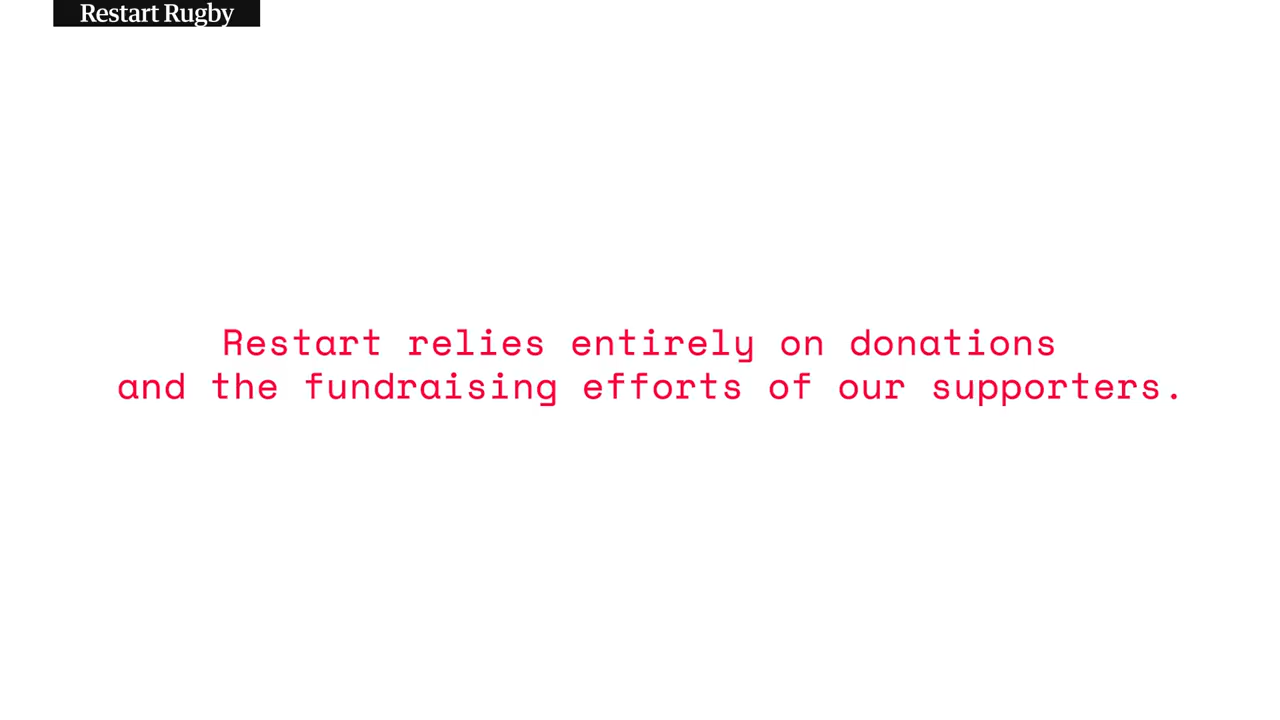 Restart Rugby
Restart relies entirely on donations
and the fundraising efforts of our supporters.